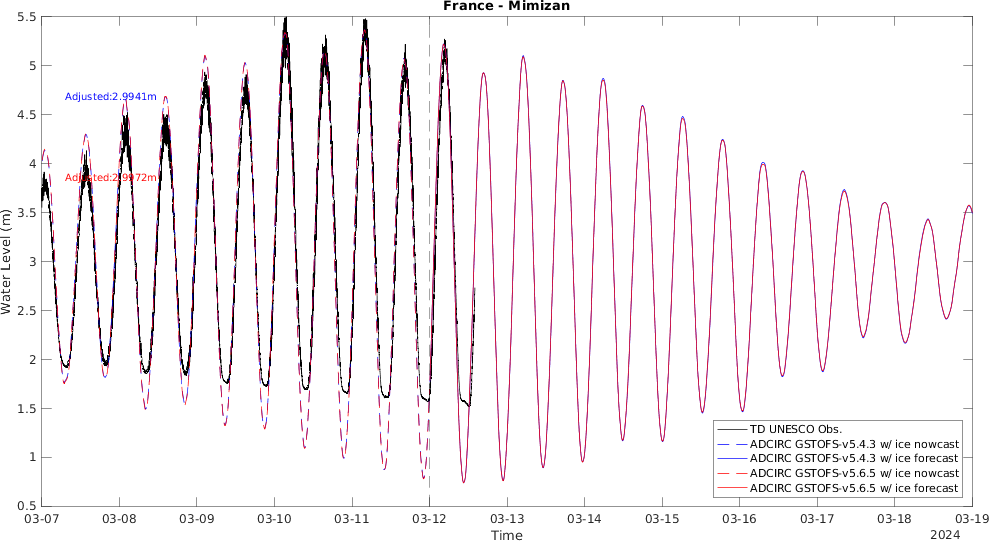 France - Mimizan
5.5
5
4.5
4
3.5
3
2.5
2
1.5
1
0.5
Water Level (m)
Adjusted:2.9941m
Adjusted:2.9972m
TD UNESCO Obs.
ADCIRC GSTOFS-v5.4.3 w/ ice nowcast
ADCIRC GSTOFS-v5.4.3 w/ ice forecast
ADCIRC GSTOFS-v5.6.5 w/ ice nowcast
ADCIRC GSTOFS-v5.6.5 w/ ice forecast
03-07 03-08 03-09 03-10 03-11 03-12 03-13 03-14 03-15 03-16 03-17 03-18 03-19
Time
2024